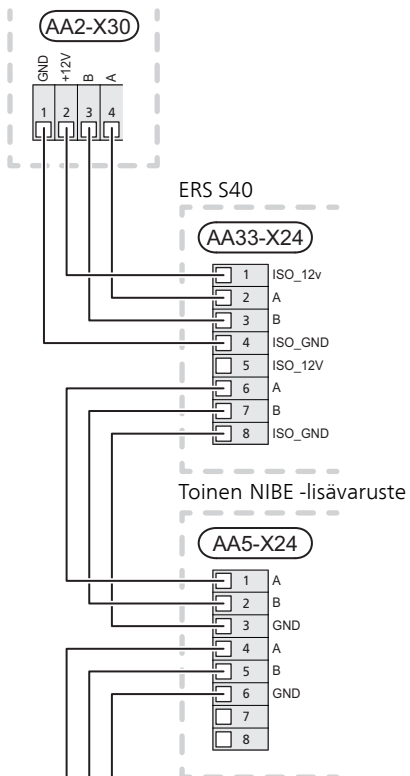 AA2-X30
GND +12V B A
1 2 3 4
ERS S40
AA33-X24
1 ISO_12v
2 A
3 B
4 ISO_GND
5 ISO_12V
6 A
7 B
8 ISO_GND
Toinen NIBE -lisävaruste
AA5-X24
1 A
2 B
3 GND
4 A
5 B
6 GND
7
8